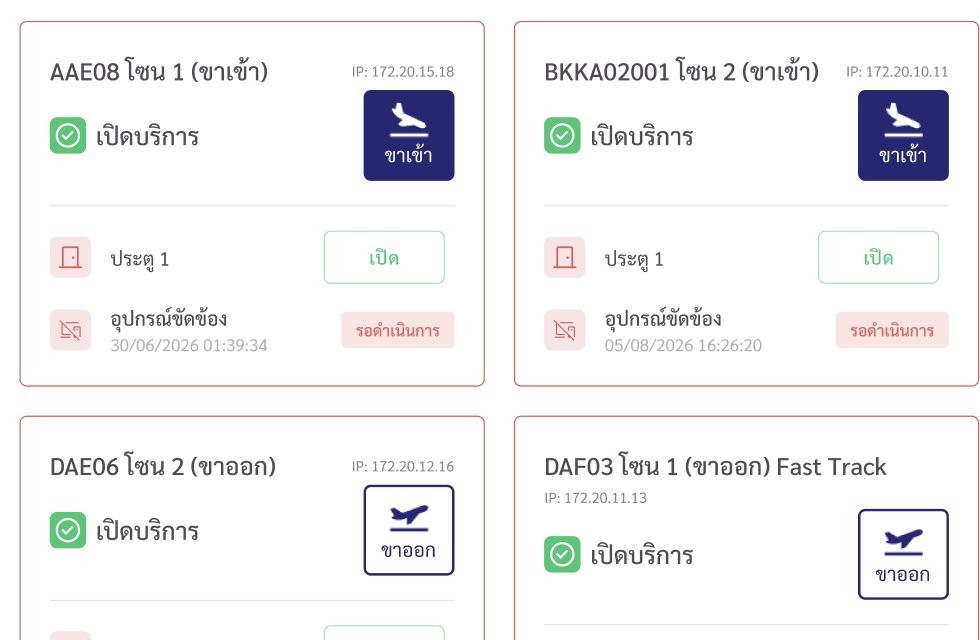 AAE08 โซน 1 (ขาเข้า)
IP: 172.20.15.18
เปิดบริการ
ขาเข้า
ประตู 1
เปิด
อุปกรณ์ขัดข้อง
30/06/2026 01:39:34
รอดำเนินการ
BKKA02001 โซน 2 (ขาเข้า)
IP: 172.20.10.11
เปิดบริการ
ขาเข้า
ประตู 1
เปิด
อุปกรณ์ขัดข้อง
05/08/2026 16:26:20
รอดำเนินการ
DAE06 โซน 2 (ขาออก)
IP: 172.20.12.16
เปิดบริการ
ขาออก
DAF03 โซน 1 (ขาออก) Fast Track
IP: 172.20.11.13
เปิดบริการ
ขาออก